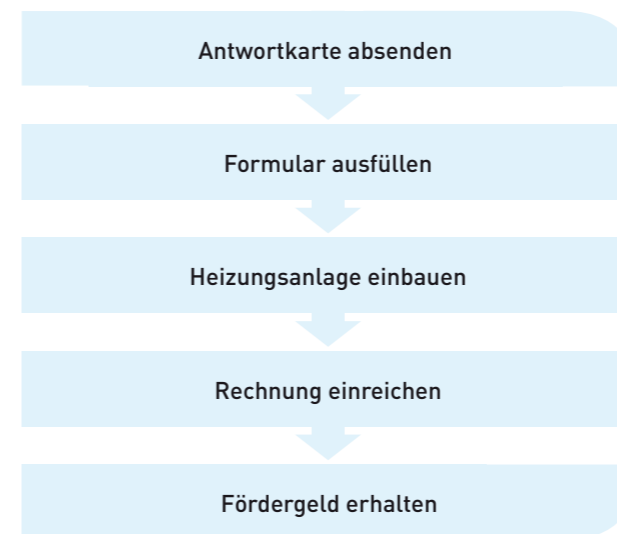 Antwortkarte absenden
Formular ausfüllen
Heizungsanlage einbauen
Rechnung einreichen
Fördergeld erhalten